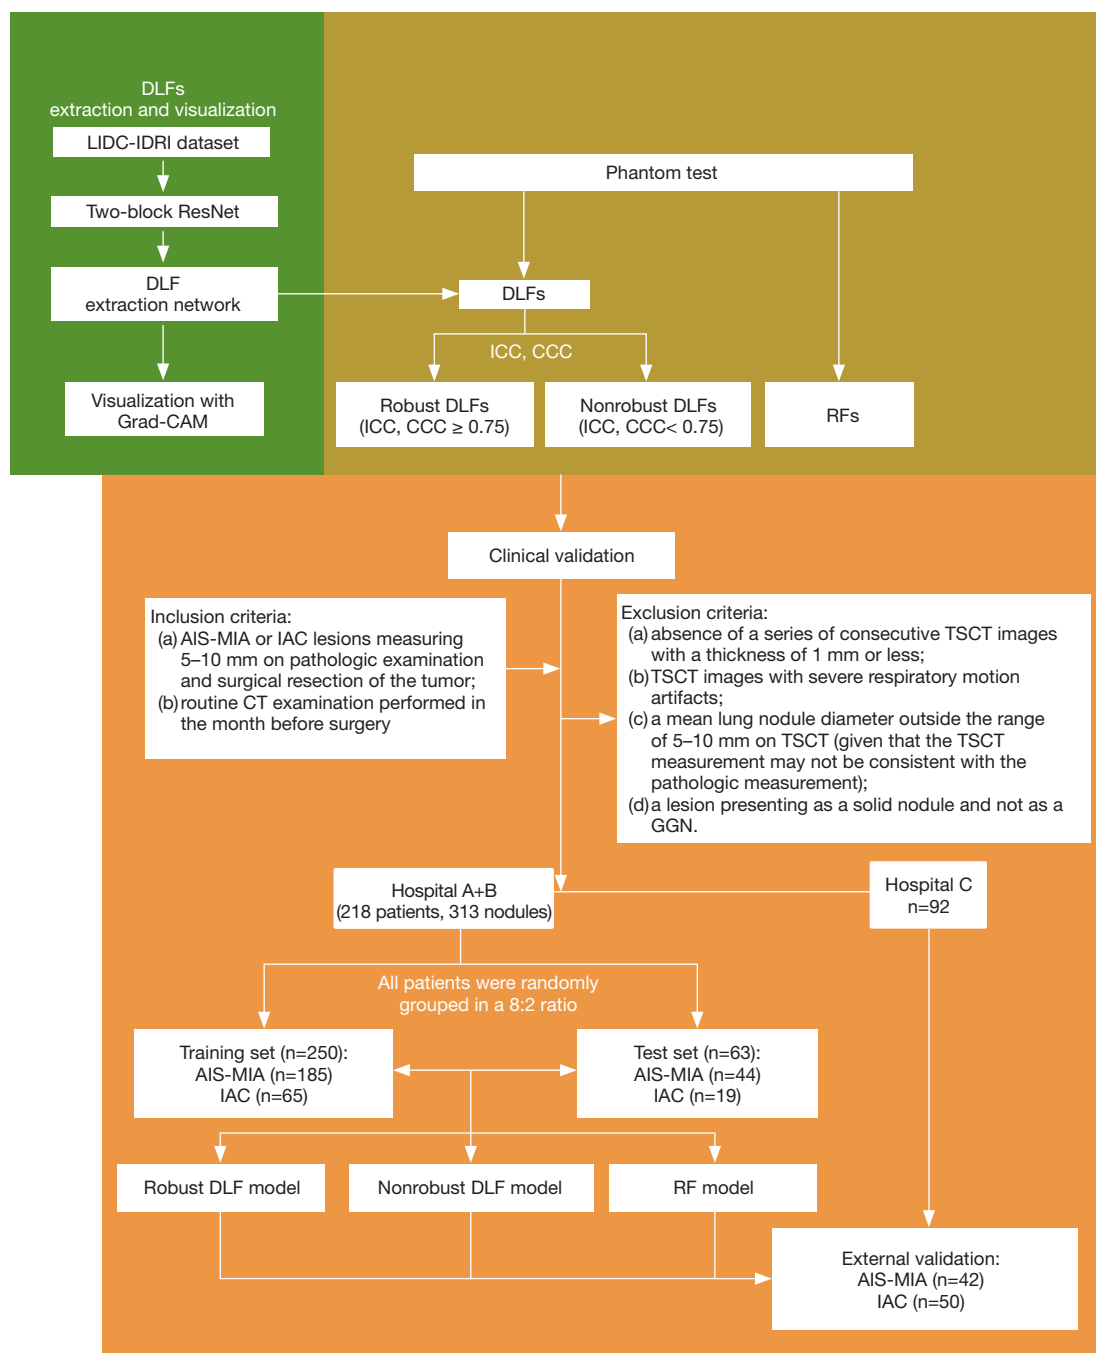 DLFs
extraction and visualization
LIDC-IDRI dataset
Two-block ResNet
DLF
extraction network
Visualization with
Grad-CAM
Phantom test
DLFs
ICC, CCC
Robust DLFs
(ICC, CCC ≥ 0.75)
Nonrobust DLFs
(ICC, CCC< 0.75)
RFs
Clinical validation
Inclusion criteria:
(a) AIS-MIA or IAC lesions measuring
5–10 mm on pathologic examination
and surgical resection of the tumor;
(b) routine CT examination performed in
the month before surgery
Exclusion criteria:
(a) absence of a series of consecutive TSCT images
with a thickness of 1 mm or less;
(b) TSCT images with severe respiratory motion
artifacts;
(c) a mean lung nodule diameter outside the range
of 5–10 mm on TSCT (given that the TSCT
measurement may not be consistent with the
pathologic measurement);
(d) a lesion presenting as a solid nodule and not as a
GGN.
Hospital A+B
(218 patients, 313 nodules)
Hospital C
n=92
All patients were randomly
grouped in a 8:2 ratio
Training set (n=250):
AIS-MIA (n=185)
IAC (n=65)
Test set (n=63):
AIS-MIA (n=44)
IAC (n=19)
Robust DLF model
Nonrobust DLF model
RF model
External validation:
AIS-MIA (n=42)
IAC (n=50)